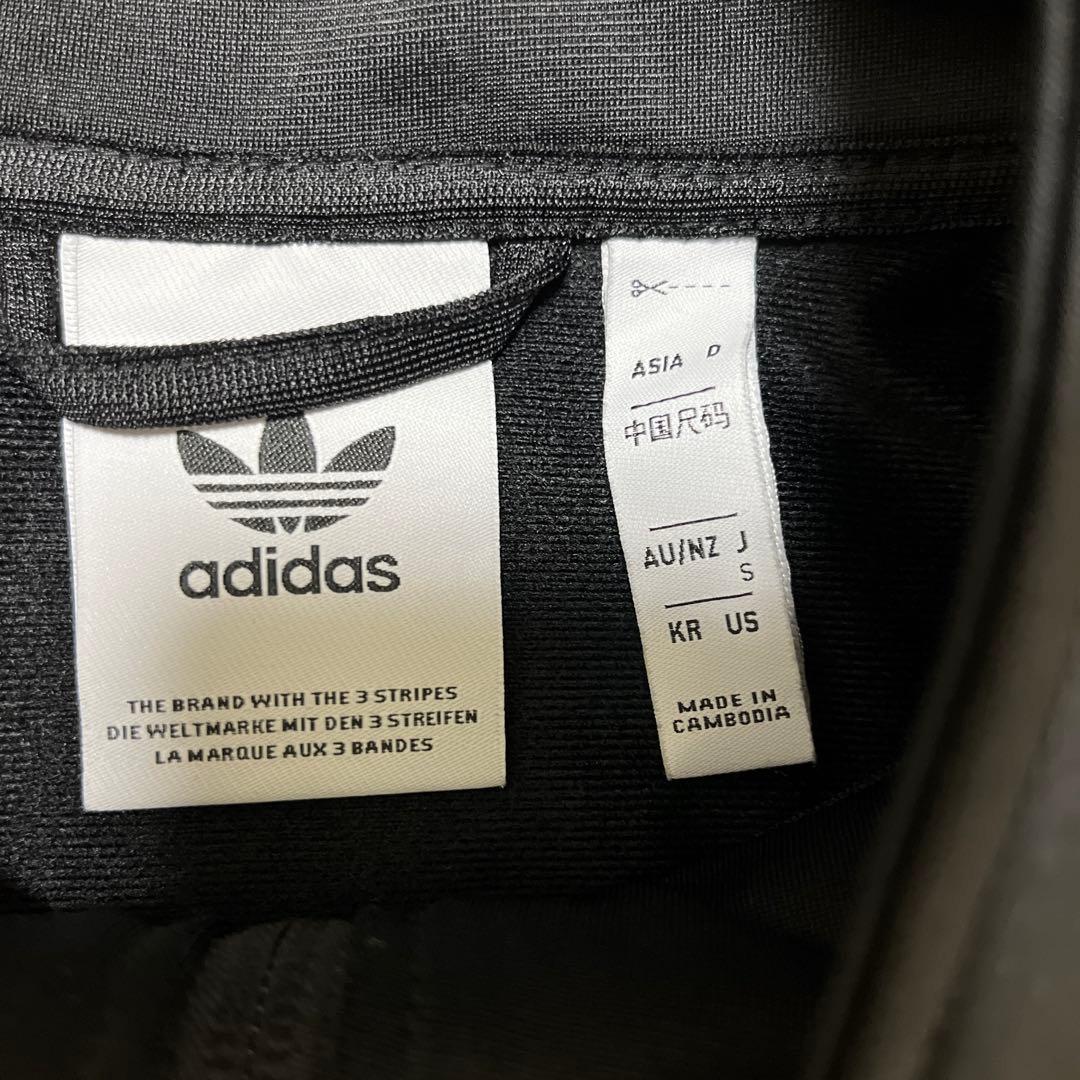 adidas
THE BRAND WITH THE 3 STRIPES
DIE WELTMARKE MIT DEN 3 STREIFEN
LA MARQUE AUX 3 BANDES
ASIA D
中国尺码
AU/NZ J
S
KR US
MADE IN
CAMBODIA